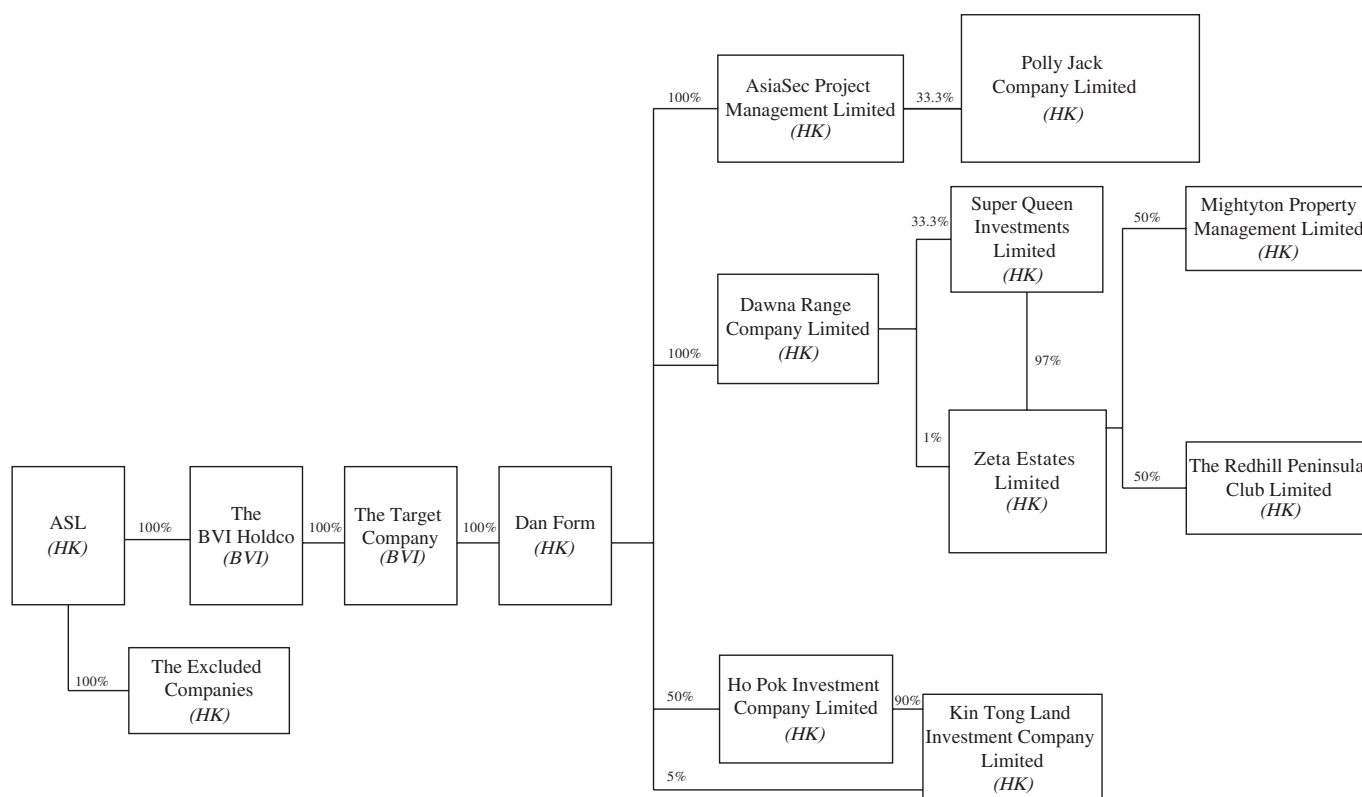 100%
AsiaSec Project
Management Limited
(HK)
33.3%
Polly Jack
Company Limited
(HK)
100%
Dawna Range
Company Limited
(HK)
33.3%
Super Queen
Investments
Limited
(HK)
97%
1%
Zeta Estates
Limited
(HK)
50%
Mightyton Property
Management Limited
(HK)
50%
The Redhill Peninsula
Club Limited
(HK)
ASL
(HK)
100%
The
BVI Holdco
(BVI)
100%
The Target
Company
(BVI)
100%
Dan Form
(HK)
100%
The Excluded
Companies
(HK)
50%
Ho Pok Investment
Company Limited
(HK)
90%
Kin Tong Land
Investment Company
Limited
(HK)
5%